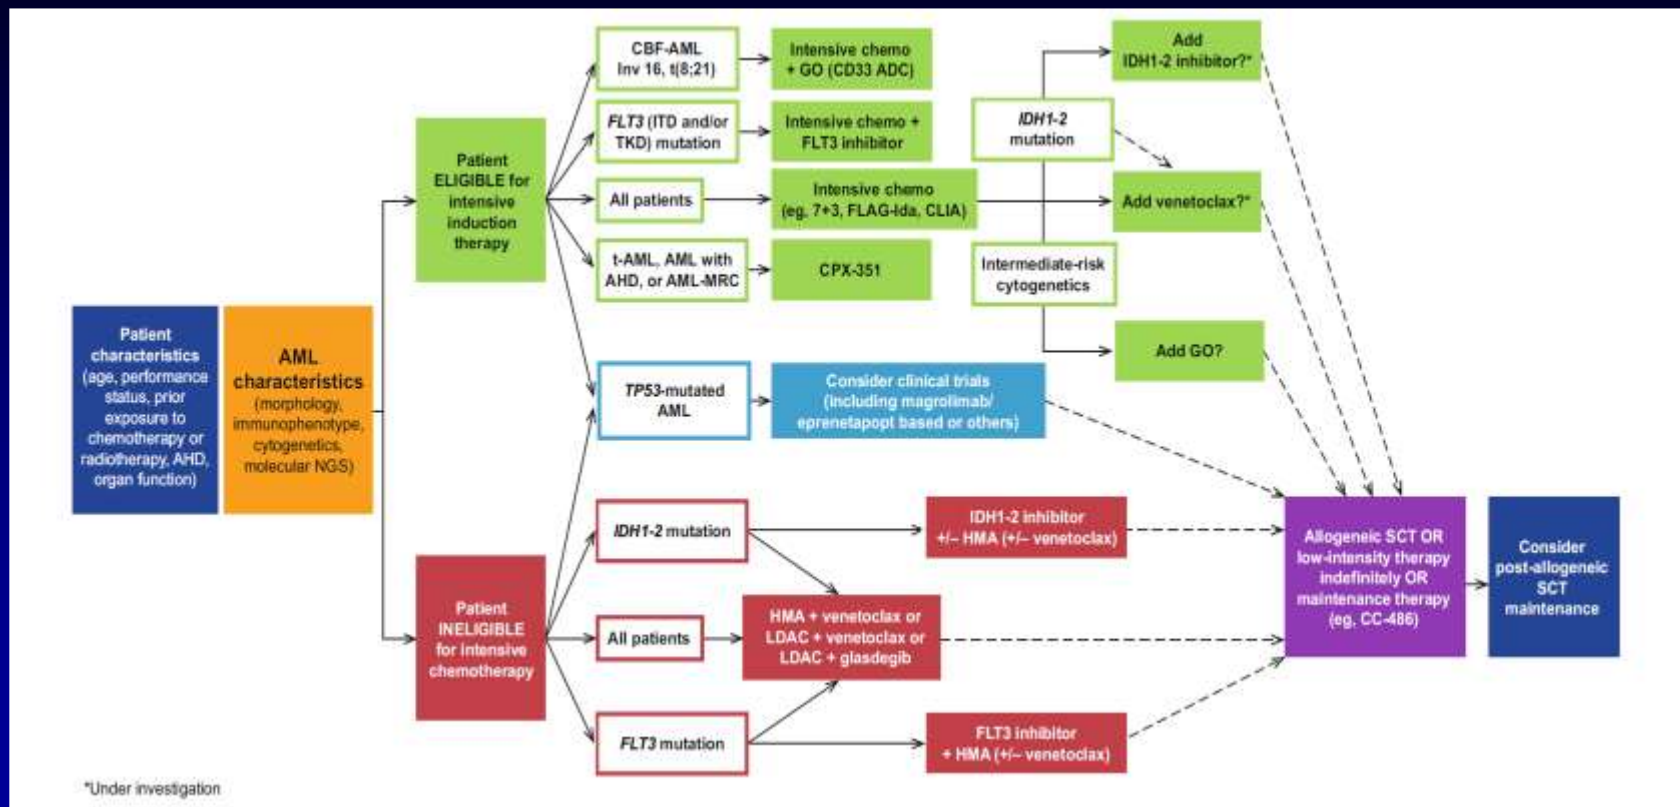 Patient
characteristics
(age, performance
status, prior
exposure to
chemotherapy or
radiotherapy, AHD,
organ function)
AML
characteristics
(morphology,
immunophenotype,
cytogenetics,
molecular NGS)
Patient
ELIGIBLE for
intensive
induction
therapy
CBF-AML
Inv 16, t(8;21)
Intensive chemo
+ GO (CD33 ADC)
FLT3 (ITD and/or
TKD) mutation
Intensive chemo +
FLT3 inhibitor
All patients
Intensive chemo
(eg, 7+3, FLAG-Ida, CLIA)
t-AML, AML with
AHD, or AML-MRC
CPX-351
IDH1-2
mutation
Intermediate-risk
cytogenetics
Add
IDH1-2 inhibitor?*
Add venetoclax?*
Add GO?
TP53-mutated
AML
Consider clinical trials
(including magrolimab/
eprenetapopt based or others)
Patient
INELIGIBLE
for intensive
chemotherapy
IDH1-2 mutation
IDH1-2 inhibitor
+/– HMA (+/– venetoclax)
All patients
HMA + venetoclax or
LDAC + venetoclax or
LDAC + glasdegib
FLT3 mutation
FLT3 inhibitor
+ HMA (+/– venetoclax)
Allogeneic SCT OR
low-intensity therapy
indefinitely OR
maintenance therapy
(eg, CC-486)
Consider
post-allogeneic
SCT
maintenance
*Under investigation